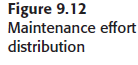 Figure 9.12
Maintenance effort
distribution